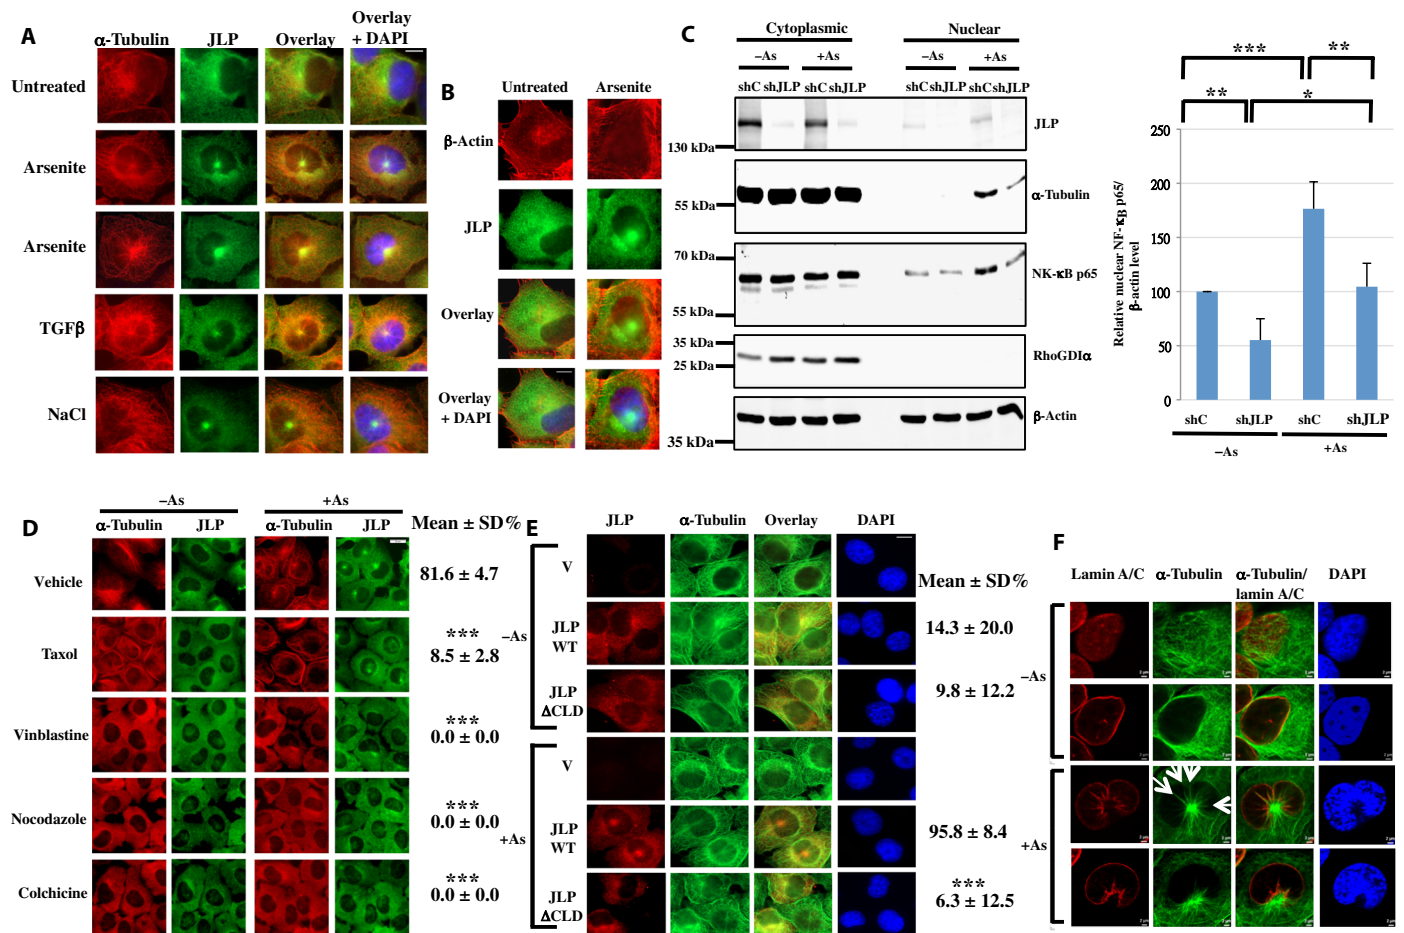 A
α-Tubulin JLP Overlay Overlay + DAPI
Untreated
Arsenite
Arsenite
TGFβ
NaCl
B
Untreated Arsenite
β-Actin
JLP
Overlay
Overlay + DAPI
C
Cytoplasmic Nuclear
–As +As –As +As
shC shJLP shC shJLP shC shJLP shC shJLP
JLP
130 kDa
α-Tubulin
55 kDa
70 kDa
NK-κB p65
55 kDa
35 kDa
RhoGDIα
25 kDa
β-Actin
35 kDa
*** **
** *
Relative nuclear NF-κB p65/
β-actin level
250
200
150
100
50
0
shC shJLP shC shJLP
–As +As
D
–As +As
α-Tubulin JLP α-Tubulin JLP Mean ± SD%
Vehicle 81.6 ± 4.7
***
Taxol 8.5 ± 2.8
***
Vinblastine 0.0 ± 0.0
***
Nocodazole 0.0 ± 0.0
***
Colchicine 0.0 ± 0.0
E
JLP α-Tubulin Overlay DAPI
Mean ± SD%
–As
V
JLP
WT
14.3 ± 20.0
JLP
ΔCLD
9.8 ± 12.2
+As
V
JLP
WT
95.8 ± 8.4
JLP
ΔCLD
***
6.3 ± 12.5
F
Lamin A/C α-Tubulin α-Tubulin/ DAPI
lamin A/C
–As
+As